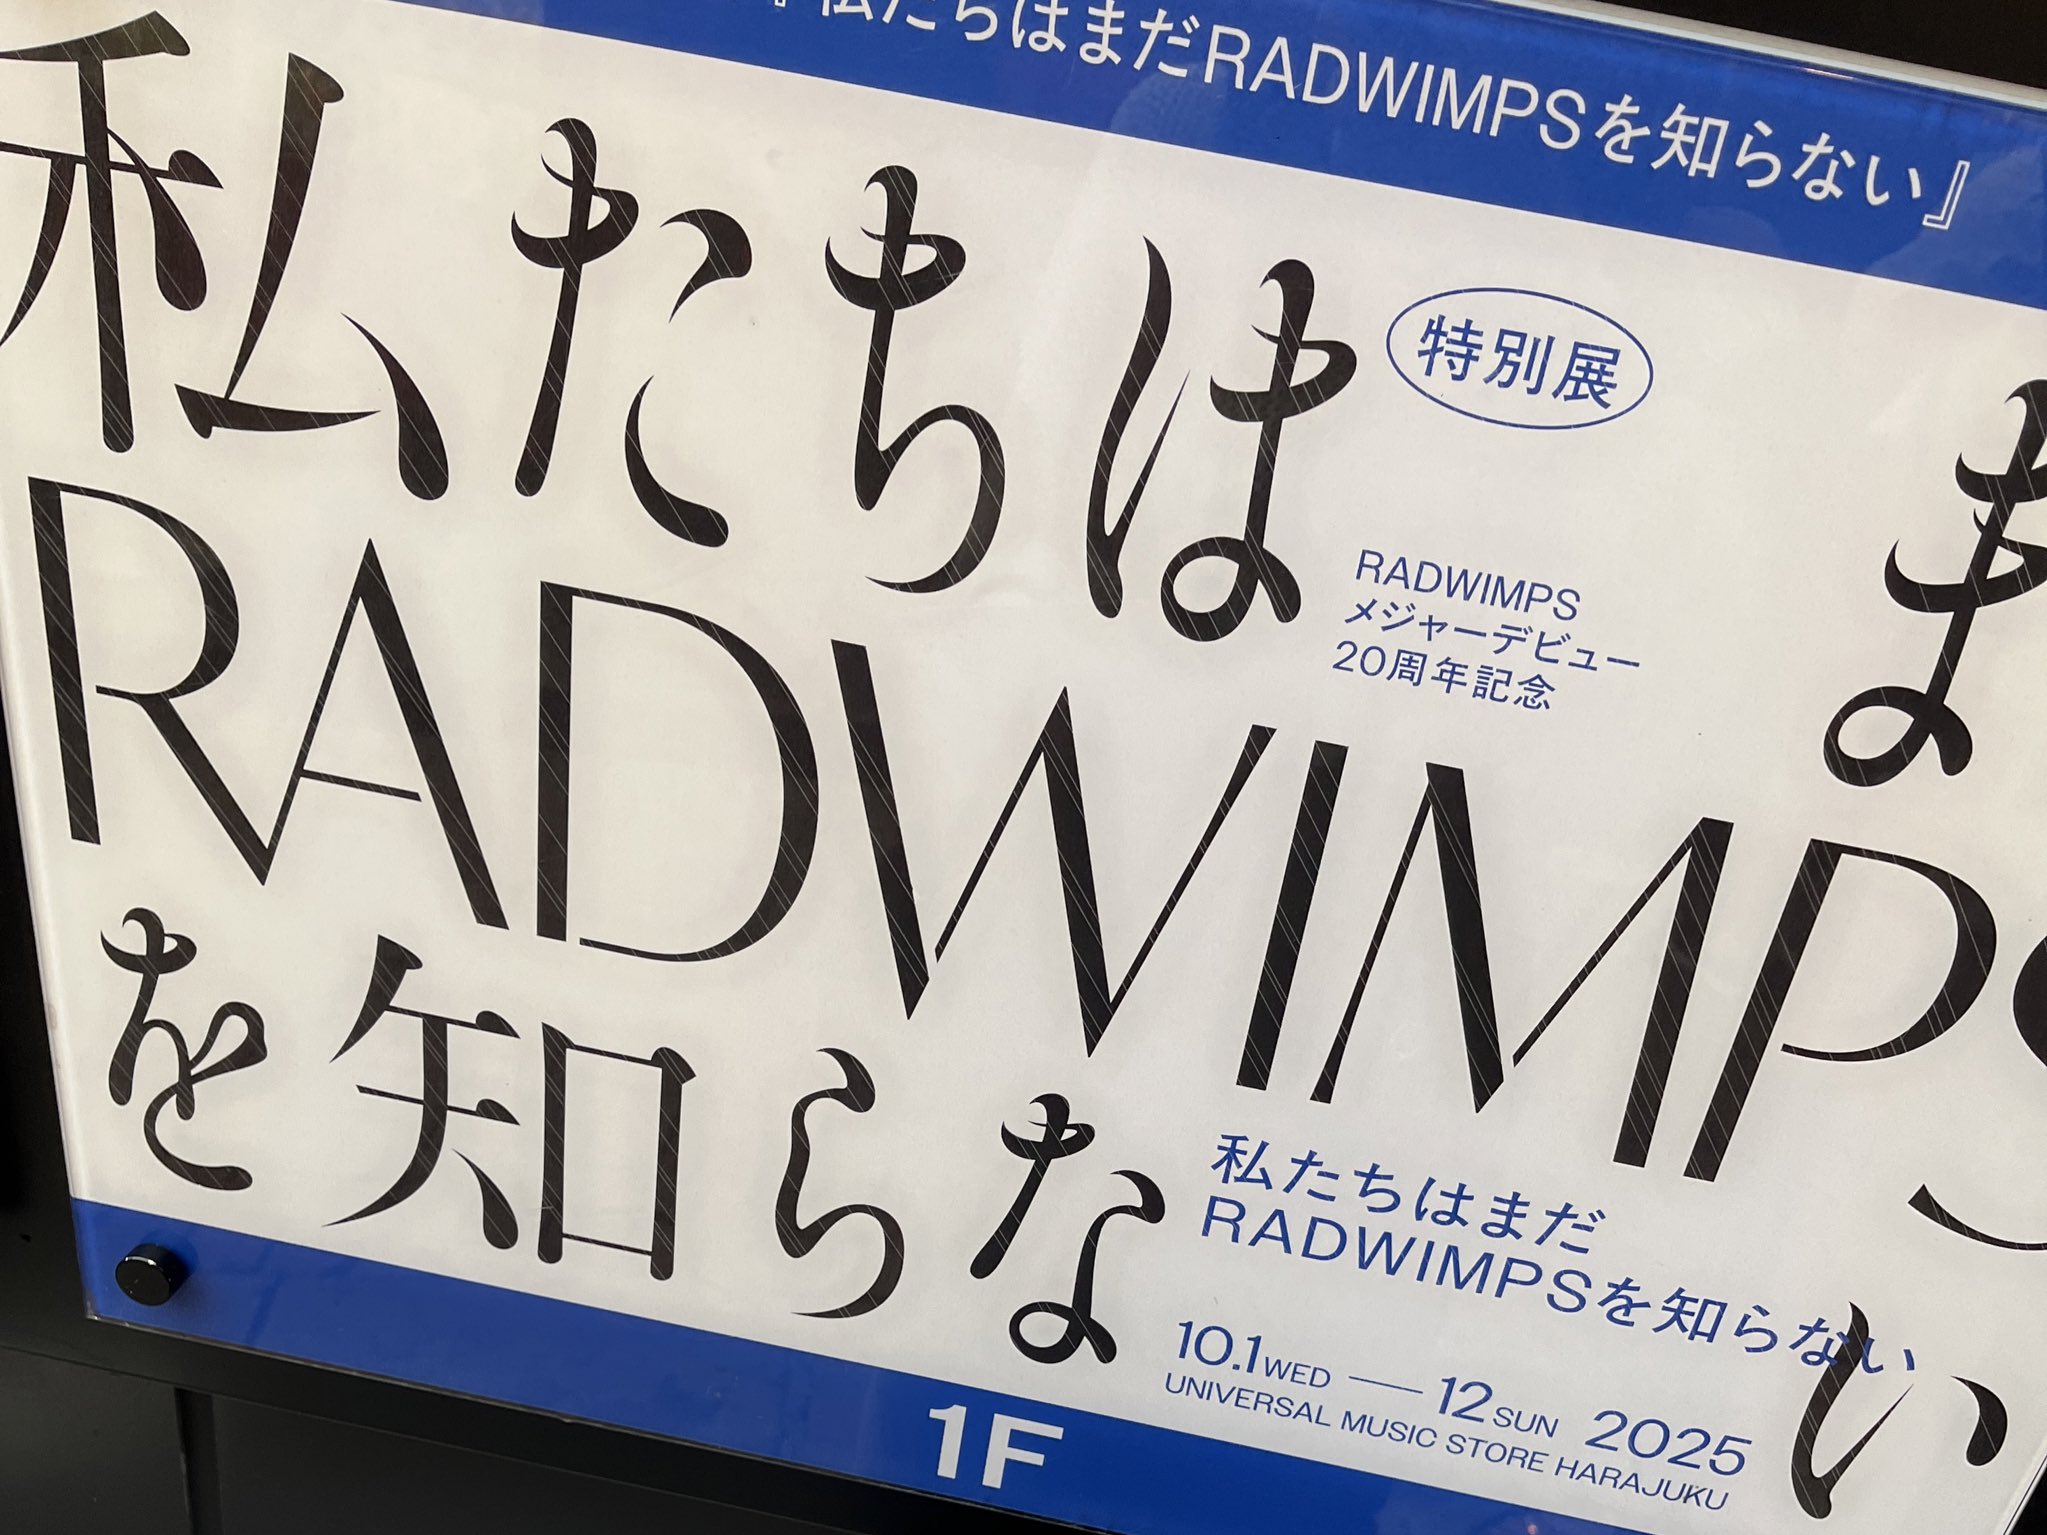 『私たちはまだRADWIMPSを知らない』
私たちはま
特別展
RADWIMPS
メジャーデビュー
20周年記念
RADWIMPS
を知らない
私たちはまだ
RADWIMPSを知らない
10.1WED — 12SUN 2025
UNIVERSAL MUSIC STORE HARAJUKU
1F